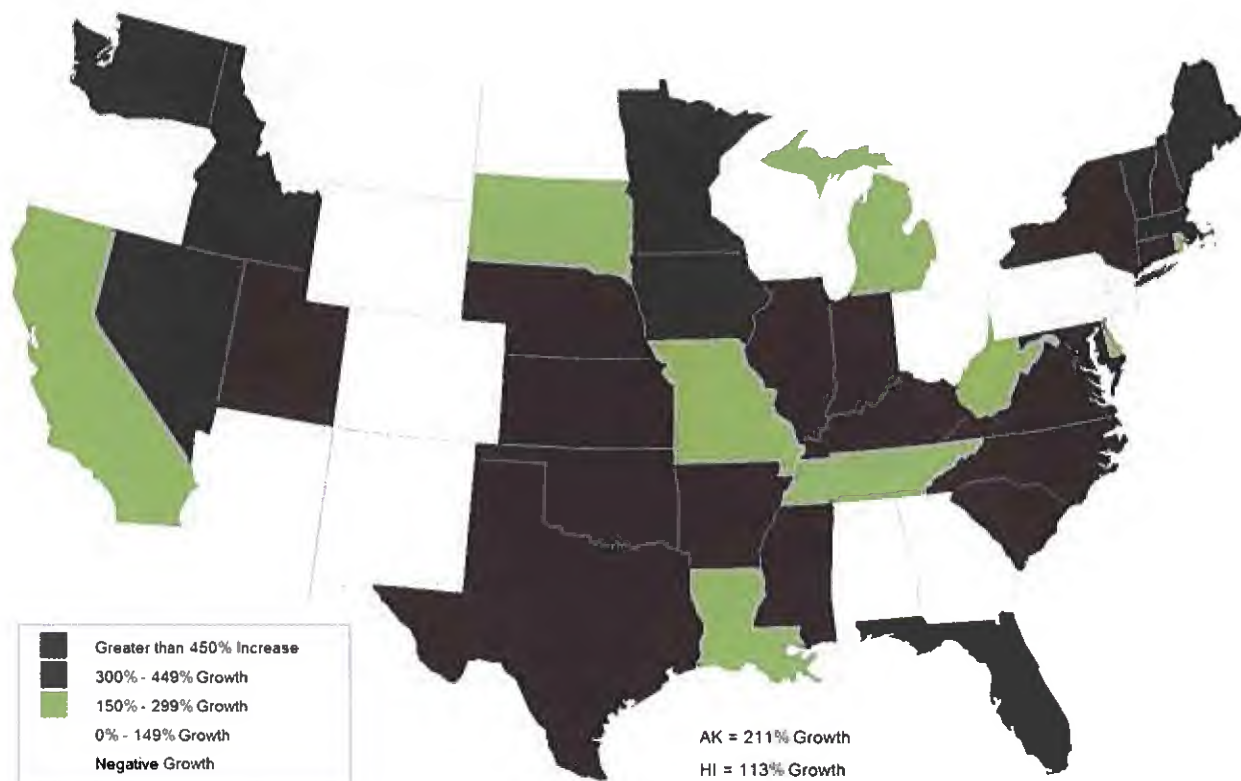 Greater than 450% Increase
300% - 449% Growth
150% - 299% Growth
0% - 149% Growth
Negative Growth
AK = 211% Growth
HI = 113% Growth